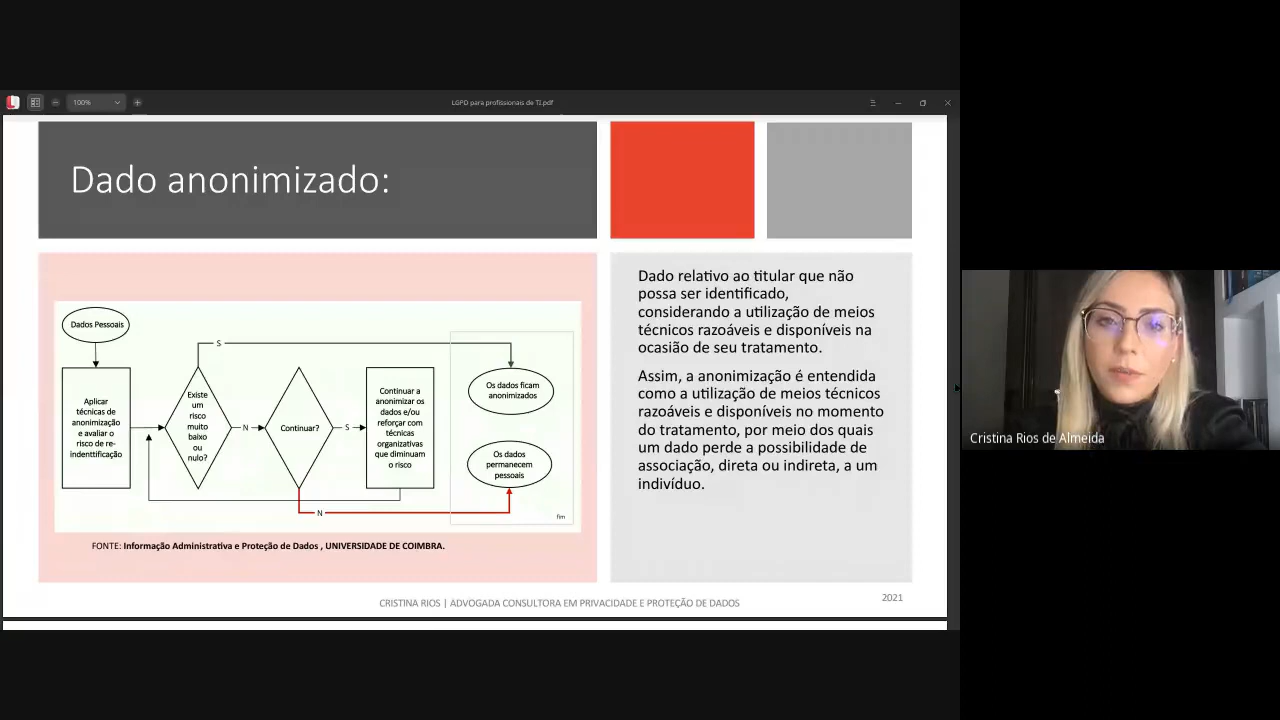 100%
LGPD para profissionais de TI.pdf
Dado anonimizado:
Dados Pessoais
Aplicar
técnicas de
anonimização
e avaliar o
risco de re-
indenttificação
Existe
um
risco
muito
baixo
ou
nulo?
S
N
Continuar?
S
N
Continuar a
anonimizar os
dados e/ou
reforçar com
técnicas
organizativas
que diminuam
o risco
Os dados ficam
anonimizados
Os dados
permanecem
pessoais
fim
FONTE: Informação Administrativa e Proteção de Dados , UNIVERSIDADE DE COIMBRA.
Dado relativo ao titular que não
possa ser identificado,
considerando a utilização de meios
técnicos razoáveis e disponíveis na
ocasião de seu tratamento.
Assim, a anonimização é entendida
como a utilização de meios técnicos
razoáveis e disponíveis no momento
do tratamento, por meio dos quais
um dado perde a possibilidade de
associação, direta ou indireta, a um
indivíduo.
CRISTINA RIOS | ADVOGADA CONSULTORA EM PRIVACIDADE E PROTEÇÃO DE DADOS
2021
Cristina Rios de Almeida